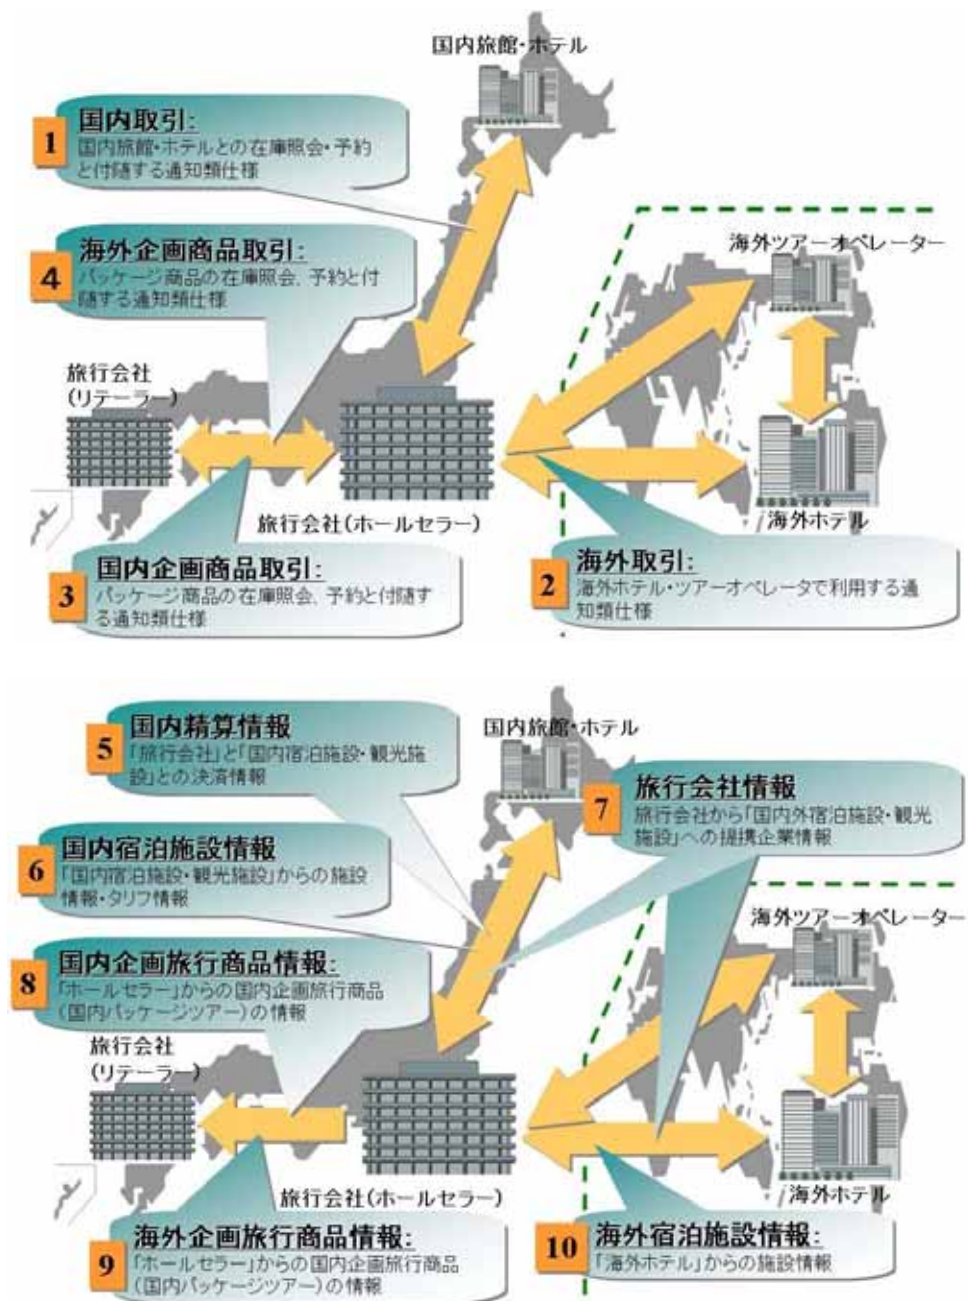 国内旅館・ホテル
1
国内取引:
国内旅館・ホテルとの在庫照会・予約
と付随する通知類仕様
4
海外企画商品取引:
パッケージ商品の在庫照会、予約と付
随する通知類仕様
海外ツアーオペレーター
旅行会社
(リテーラー)
旅行会社(ホールセラー)
海外ホテル
3
国内企画商品取引:
パッケージ商品の在庫照会、予約と付随す
る通知類仕様
2
海外取引:
海外ホテル・ツアーオペレータで利用する通
知類仕様
5
国内精算情報
「旅行会社」と「国内宿泊施設・観光施
設」との決済情報
国内旅館・ホテル
7
旅行会社情報
旅行会社から「国内外宿泊施設・観光
施設」への提携企業情報
6
国内宿泊施設情報
「国内宿泊施設・観光施設」からの施設
情報・タリフ情報
海外ツアーオペレーター
8
国内企画旅行商品情報:
「ホールセラー」からの国内企画旅行商品
(国内パッケージツアー)の情報
旅行会社
(リテーラー)
旅行会社(ホールセラー)
海外ホテル
9
海外企画旅行商品情報:
「ホールセラー」からの国内企画旅行商品
(国内パッケージツアー)の情報
10
海外宿泊施設情報:
「海外ホテル」からの施設情報